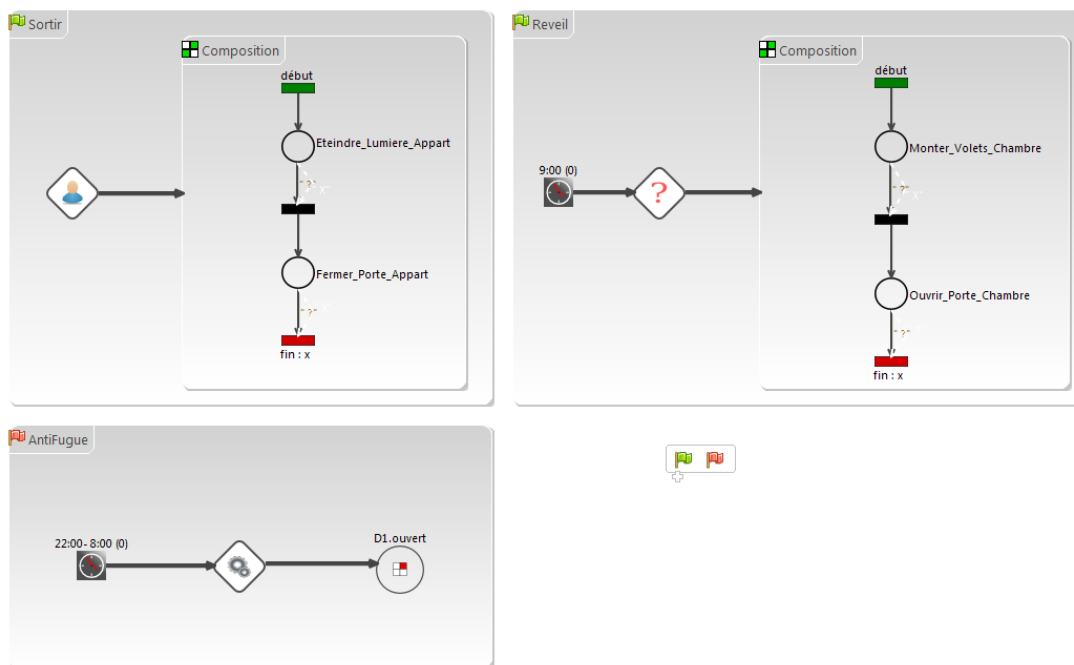 Sortir
Composition
début
Eteindre_Lumiere_Appart
"?"
X
Fermer_Porte_Appart
"?"
fin : x
Reveil
9:00 (0)
?
Composition
début
Monter_Volets_Chambre
"?"
X
Ouvrir_Porte_Chambre
"?"
fin : x
AntiFugue
22:00- 8:00 (0)
D1.ouvert